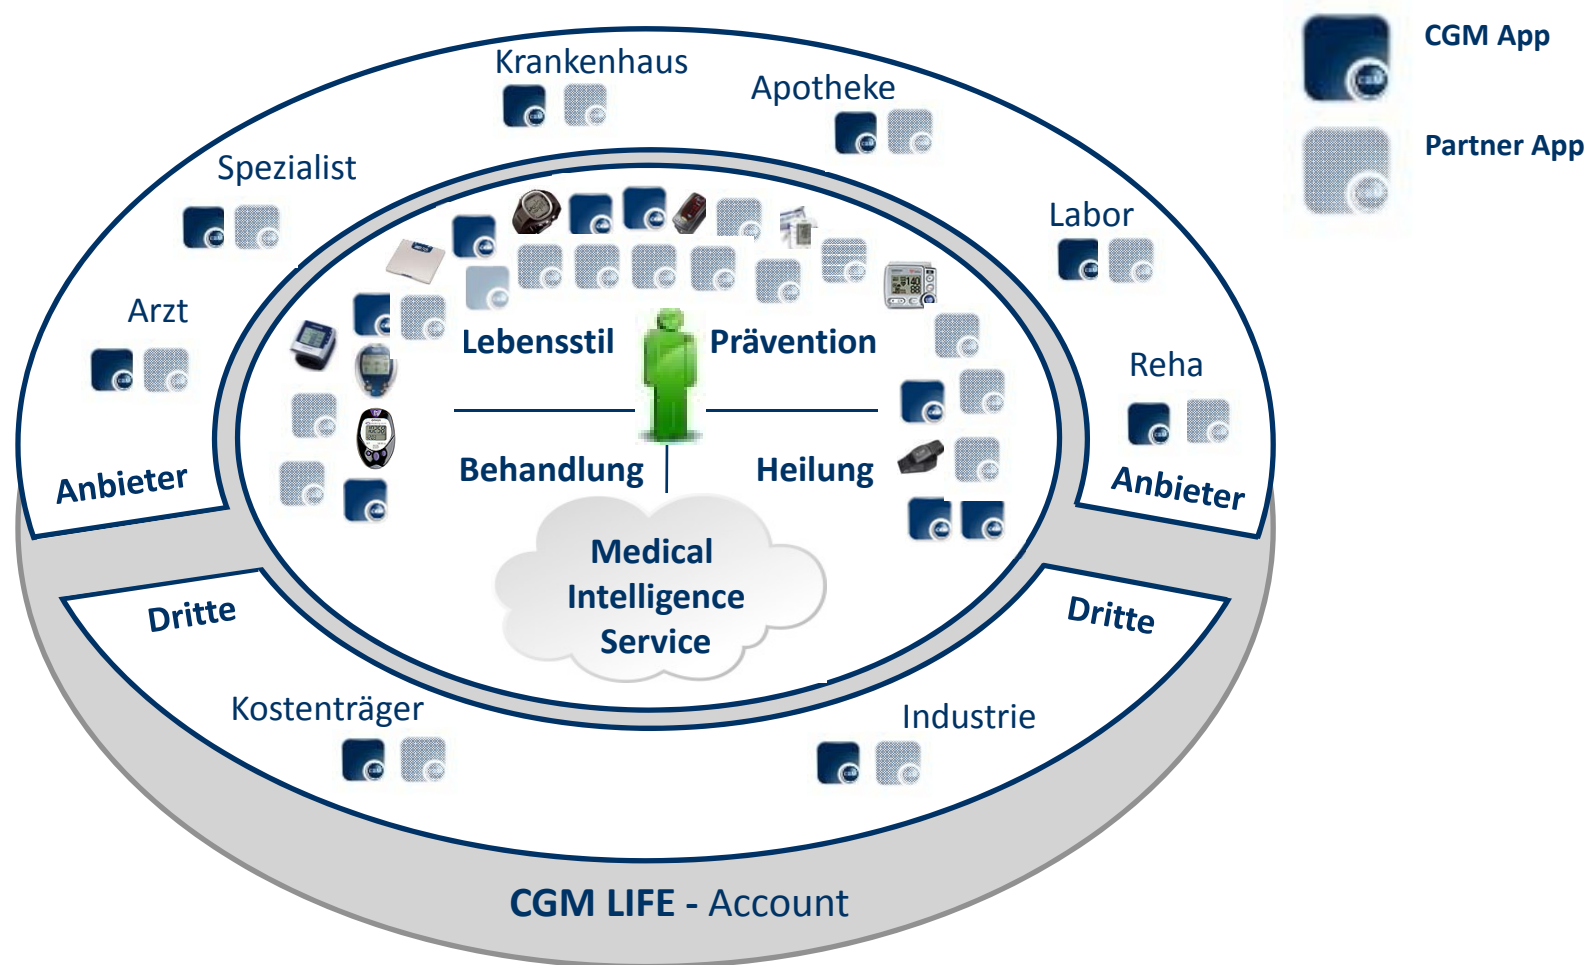 Krankenhaus
Apotheke
CGM App
Partner App
Spezialist
Labor
Arzt
Reha
Lebensstil
Prävention
Behandlung
Heilung
Anbieter
Anbieter
Medical
Intelligence
Service
Dritte
Dritte
Kostenträger
Industrie
CGM LIFE - Account